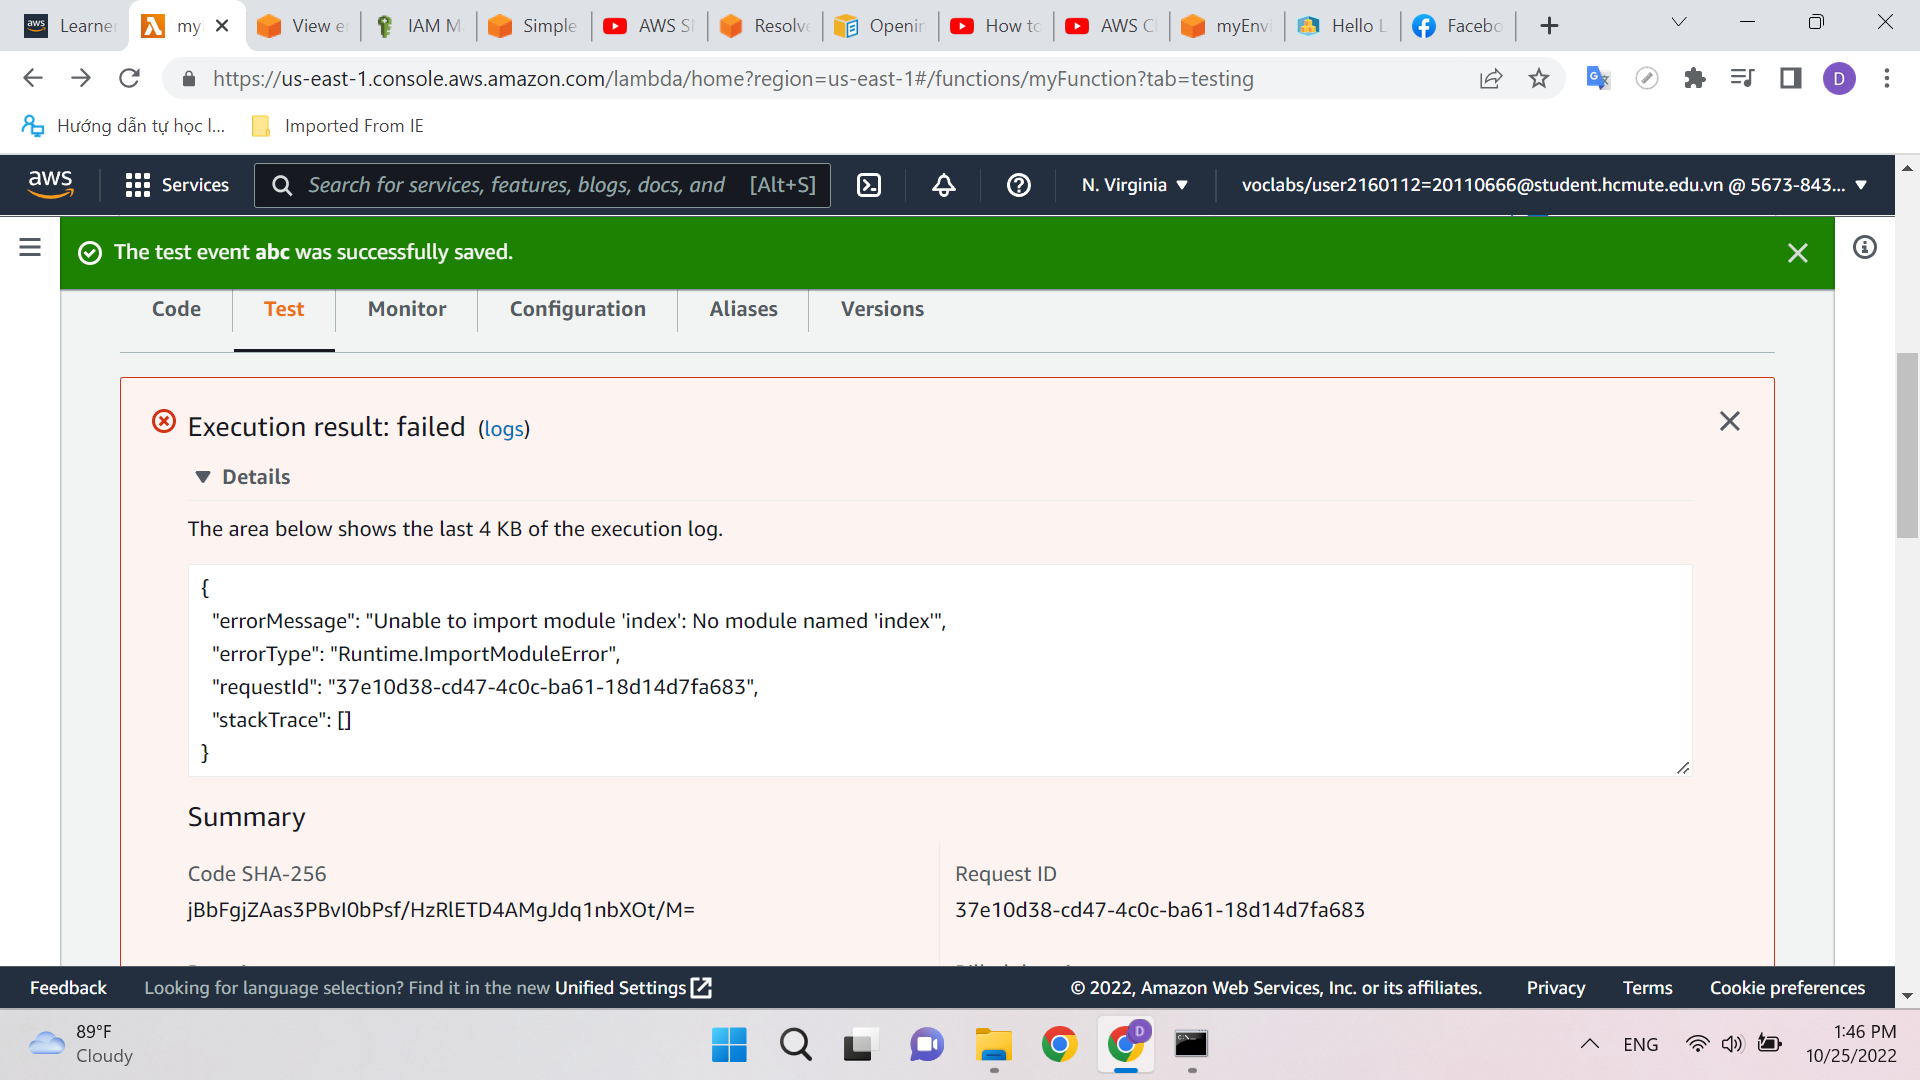 Learner
my
View e
IAM M
Simple
AWS S
Resolve
Openin
How to
AWS C
myEnvi
Hello L
Facebo
https://us-east-1.console.aws.amazon.com/lambda/home?region=us-east-1#/functions/myFunction?tab=testing
D
Hướng dẫn tự học l...
Imported From IE
aws
Services
Search for services, features, blogs, docs, and
[Alt+S]
N. Virginia
voclabs/user2160112=20110666@student.hcmute.edu.vn @ 5673-843...
The test event abc was successfully saved.
Code
Test
Monitor
Configuration
Aliases
Versions
Execution result: failed (logs)
Details
The area below shows the last 4 KB of the execution log.
{
"errorMessage": "Unable to import module 'index': No module named 'index'",
"errorType": "Runtime.ImportModuleError",
"requestId": "37e10d38-cd47-4c0c-ba61-18d14d7fa683",
"stackTrace": []
}
Summary
Code SHA-256
Request ID
jBbFgjZAas3PBvI0bPsf/HzRlETD4AMgJdq1nbXOt/M=
37e10d38-cd47-4c0c-ba61-18d14d7fa683
Feedback
Looking for language selection? Find it in the new Unified Settings
© 2022, Amazon Web Services, Inc. or its affiliates.
Privacy
Terms
Cookie preferences
89°F
Cloudy
D
ENG
1:46 PM
10/25/2022